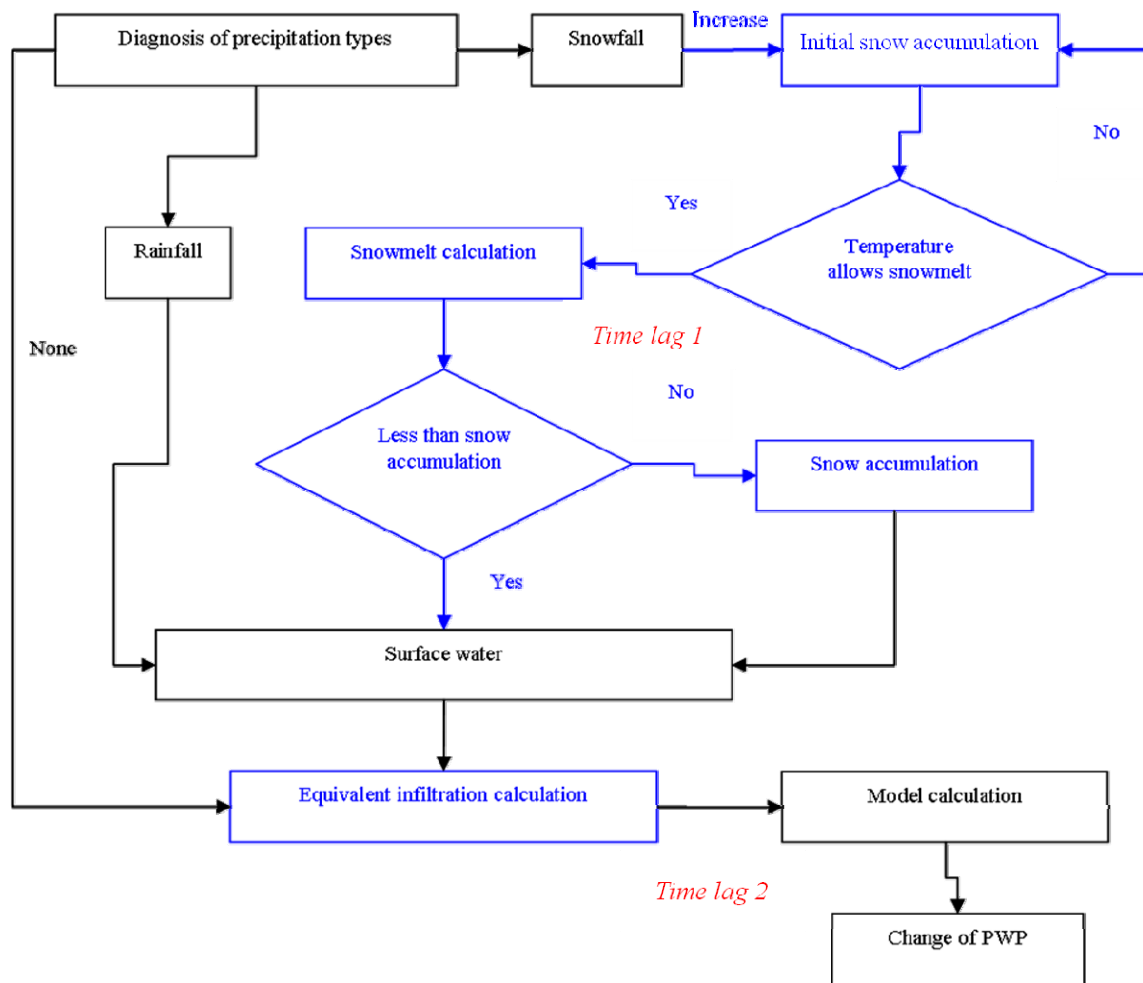 Diagnosis of precipitation types
Snowfall
Increase
Initial snow accumulation
No
Yes
Rainfall
Snowmelt calculation
Temperature
allows snowmelt
None
Time lag 1
No
Less than snow
accumulation
Snow accumulation
Yes
Surface water
Equivalent infiltration calculation
Model calculation
Time lag 2
Change of PWP